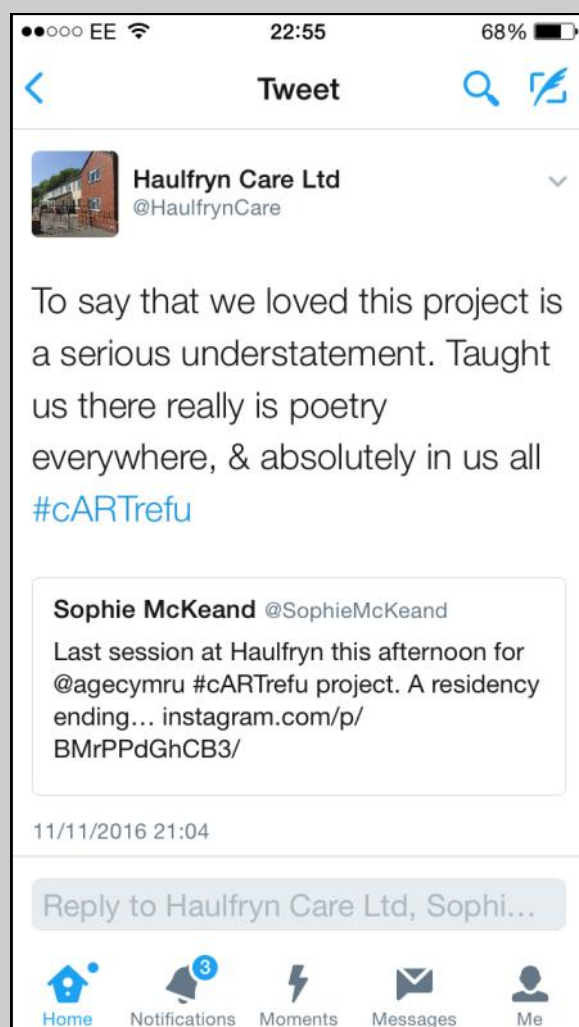 EE 22:55 68%
Tweet
Haulfryn Care Ltd
@HaulfrynCare
To say that we loved this project is
a serious understatement. Taught
us there really is poetry
everywhere, & absolutely in us all
#cARTrefu
Sophie McKeand @SophieMcKeand
Last session at Haulfryn this afternoon for
@agecymru #cARTrefu project. A residency
ending... instagram.com/p/
BMrPPdGhCB3/
11/11/2016 21:04
Reply to Haulfryn Care Ltd, Sophi...
3
Home Notifications Moments Messages Me